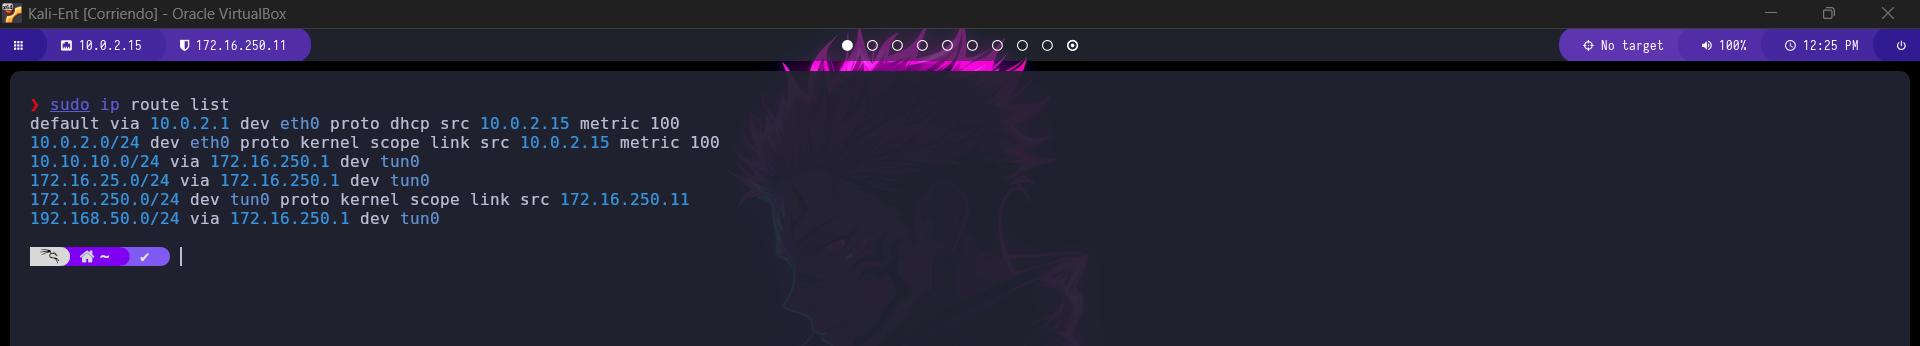 Kali-Ent [Corriendo] - Oracle VirtualBox
10.0.2.15 172.16.250.11 No target 100% 12:25 PM
❯ sudo ip route list
default via 10.0.2.1 dev eth0 proto dhcp src 10.0.2.15 metric 100
10.0.2.0/24 dev eth0 proto kernel scope link src 10.0.2.15 metric 100
10.10.10.0/24 via 172.16.250.1 dev tun0
172.16.25.0/24 via 172.16.250.1 dev tun0
172.16.250.0/24 dev tun0 proto kernel scope link src 172.16.250.11
192.168.50.0/24 via 172.16.250.1 dev tun0
~ ✔